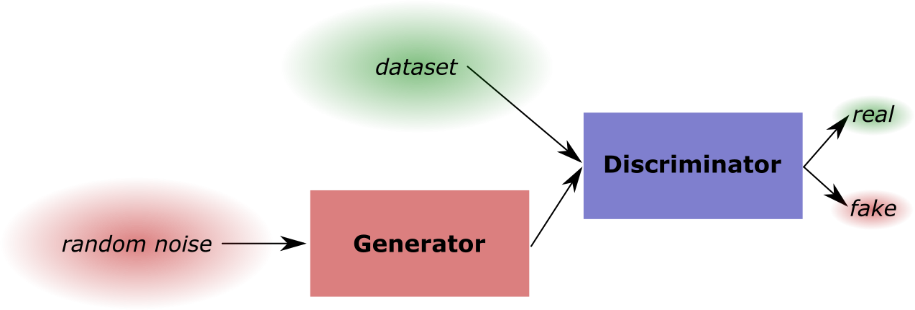 dataset
real
Discriminator
fake
random noise
Generator